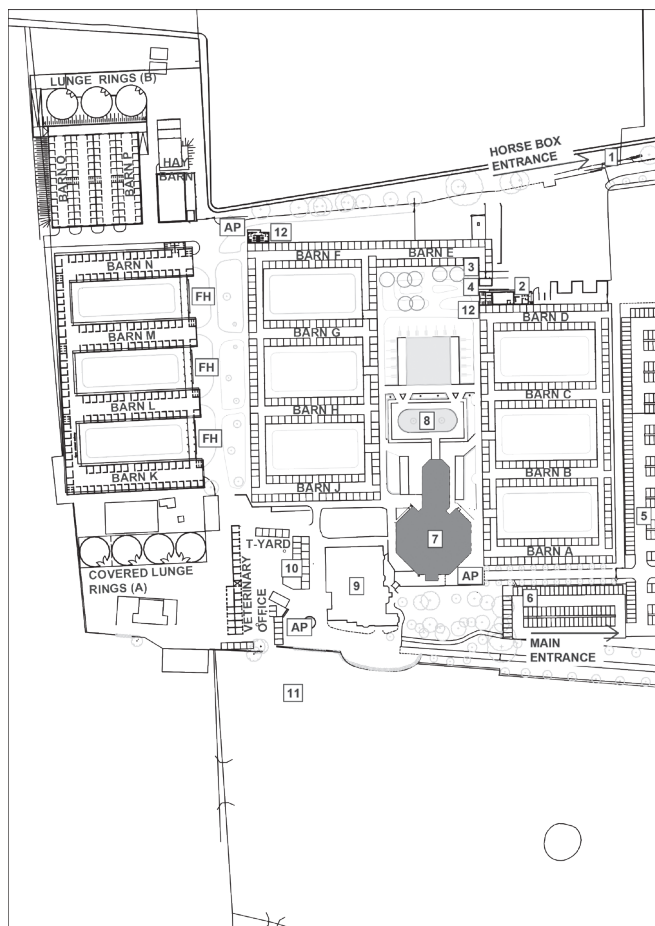 LUNGE RINGS (B)
BARN O
BARN P
HAY
BARN
HORSE BOX
ENTRANCE
1
AP
12
BARN F
BARN E
3
4
2
12
BARN D
BARN N
FH
BARN M
FH
BARN G
BARN L
FH
BARN H
BARN C
8
BARN K
BARN J
BARN B
5
7
T-YARD
10
9
BARN A
AP
6
COVERED LUNGE
RINGS (A)
VETERINARY
OFFICE
AP
MAIN
ENTRANCE
11